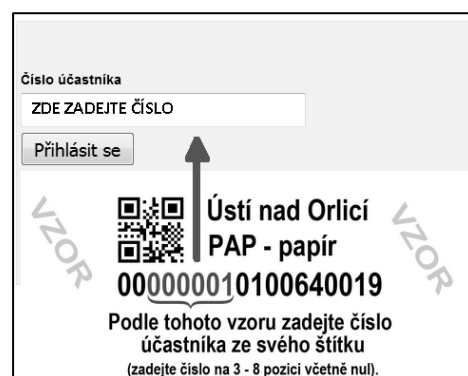 Číslo účastníka
ZDE ZADEJTE ČÍSLO
Přihlásit se
VZOR
Ústí nad Orlicí
VZOR
PAP - papír
00000010100640019
Podle tohoto vzoru zadejte číslo
účastníka ze svého štítku
(zadejte číslo na 3 - 8 pozici včetně nul).